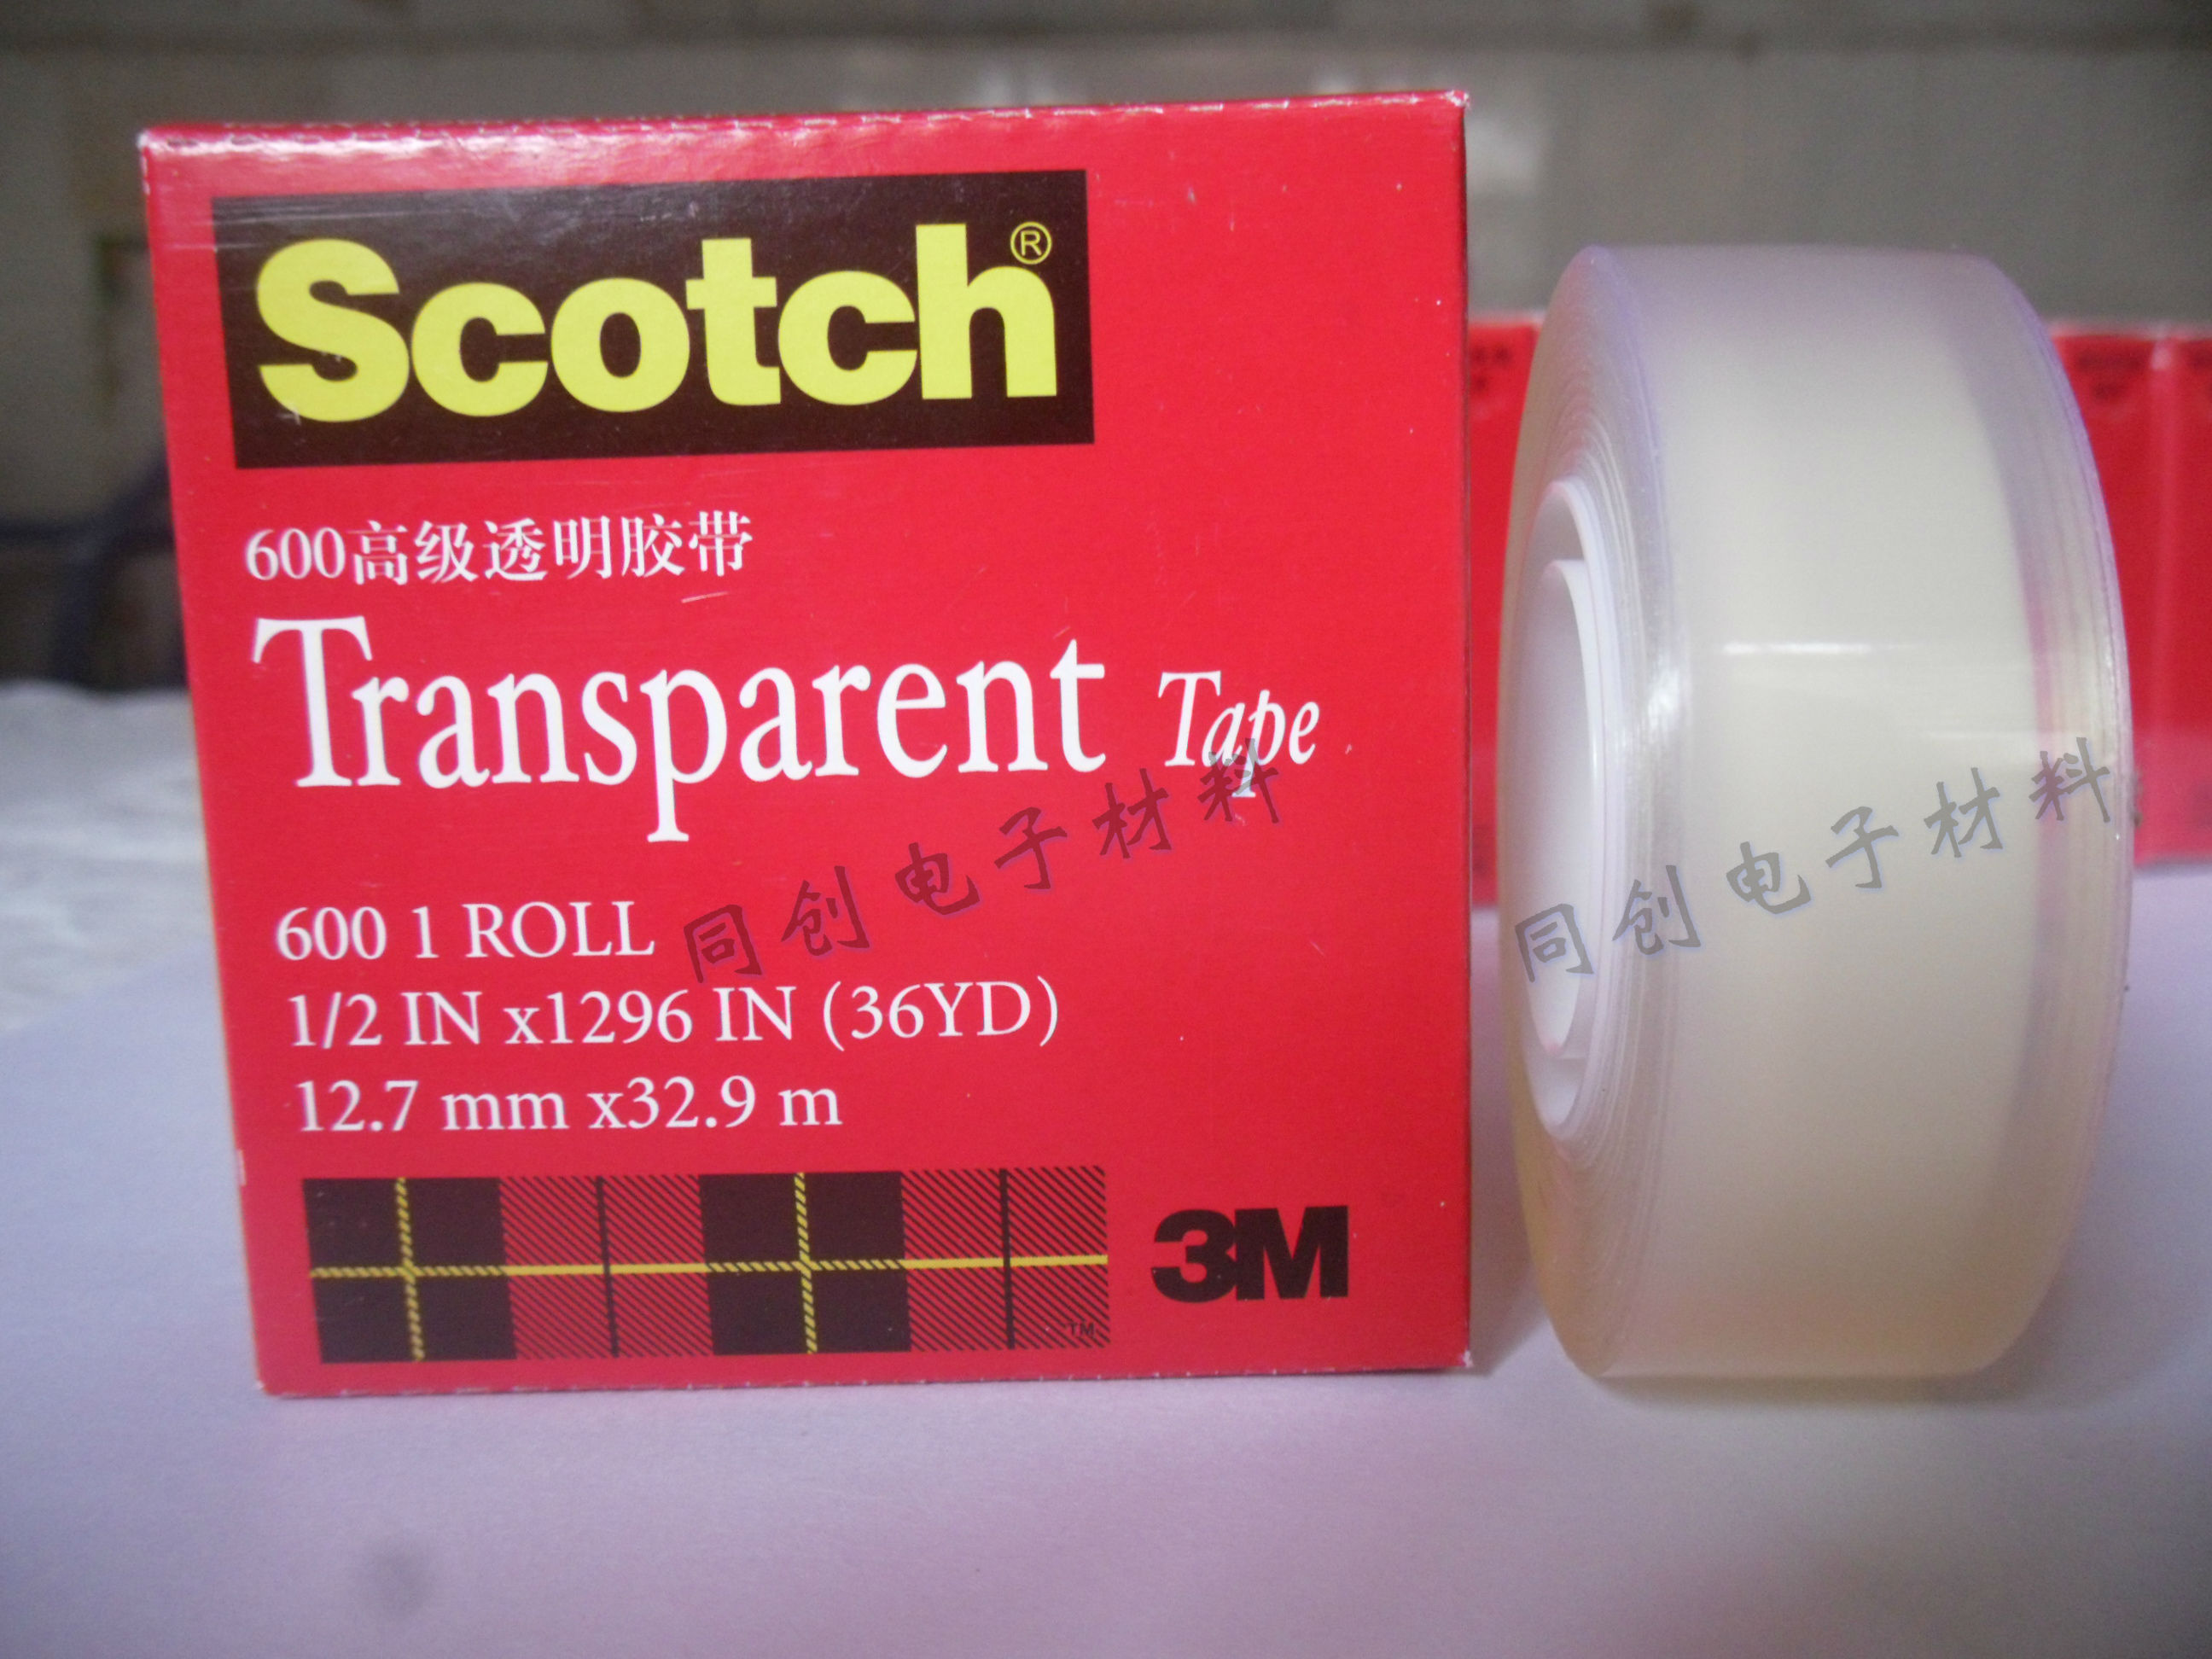 Scotch®
600高级透明胶带
Transparent Tape
600 1 ROLL
1/2 IN x1296 IN (36YD)
12.7 mm x32.9 m
3M
TM
同创电子材料
同创电子材料